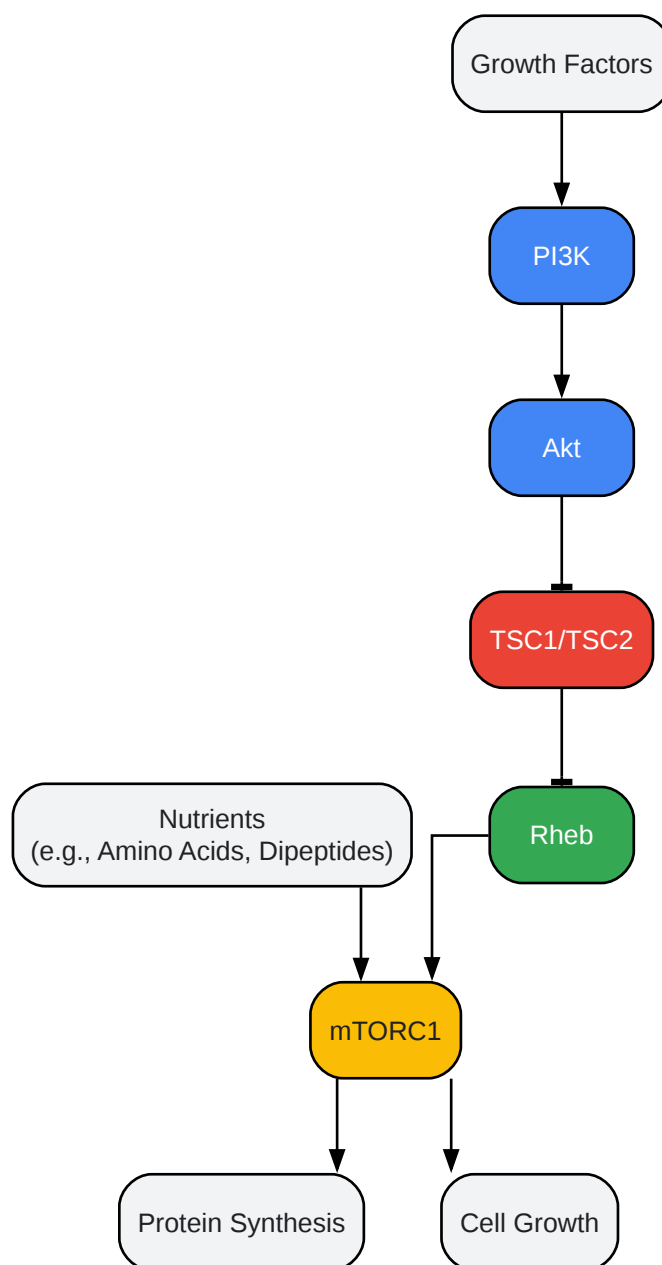 Growth Factors
PI3K
Akt
TSC1/TSC2
Nutrients
(e.g., Amino Acids, Dipeptides)
Rheb
mTORC1
Protein Synthesis
Cell Growth